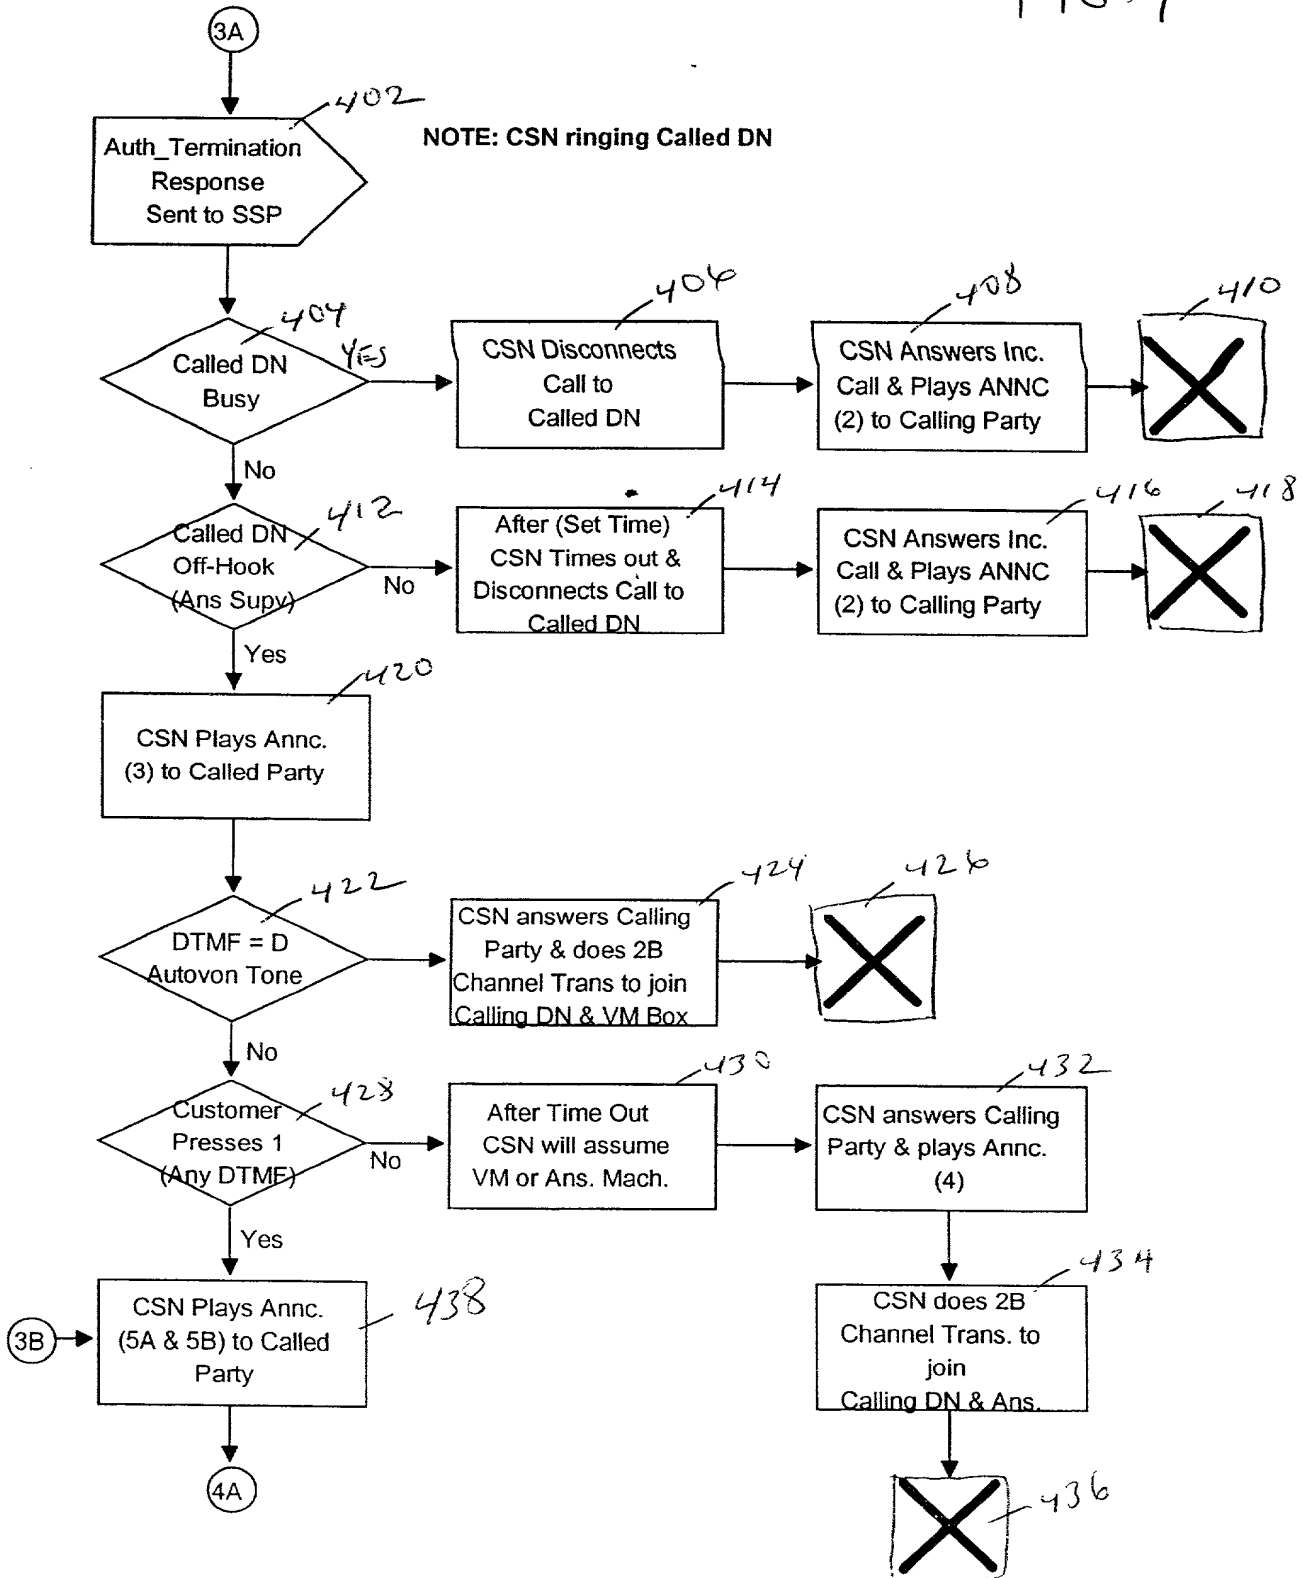 3A
402
Auth_Termination
Response
Sent to SSP
NOTE: CSN ringing Called DN
404
Called DN
Busy
YES
406
CSN Disconnects
Call to
Called DN
408
CSN Answers Inc.
Call & Plays ANNC
(2) to Calling Party
410
No
412
Called DN
Off-Hook
(Ans Supv)
No
414
After (Set Time)
CSN Times out &
Disconnects Call to
Called DN
416
CSN Answers Inc.
Call & Plays ANNC
(2) to Calling Party
418
Yes
420
CSN Plays Annc.
(3) to Called Party
422
DTMF = D
Autovon Tone
424
CSN answers Calling
Party & does 2B
Channel Trans to join
Calling DN & VM Box
426
No
428
Customer
Presses 1
(Any DTMF)
No
430
After Time Out
CSN will assume
VM or Ans. Mach.
432
CSN answers Calling
Party & plays Annc.
(4)
Yes
434
CSN does 2B
Channel Trans. to
join
Calling DN & Ans.
436
3B
CSN Plays Annc.
(5A & 5B) to Called
Party
438
4A